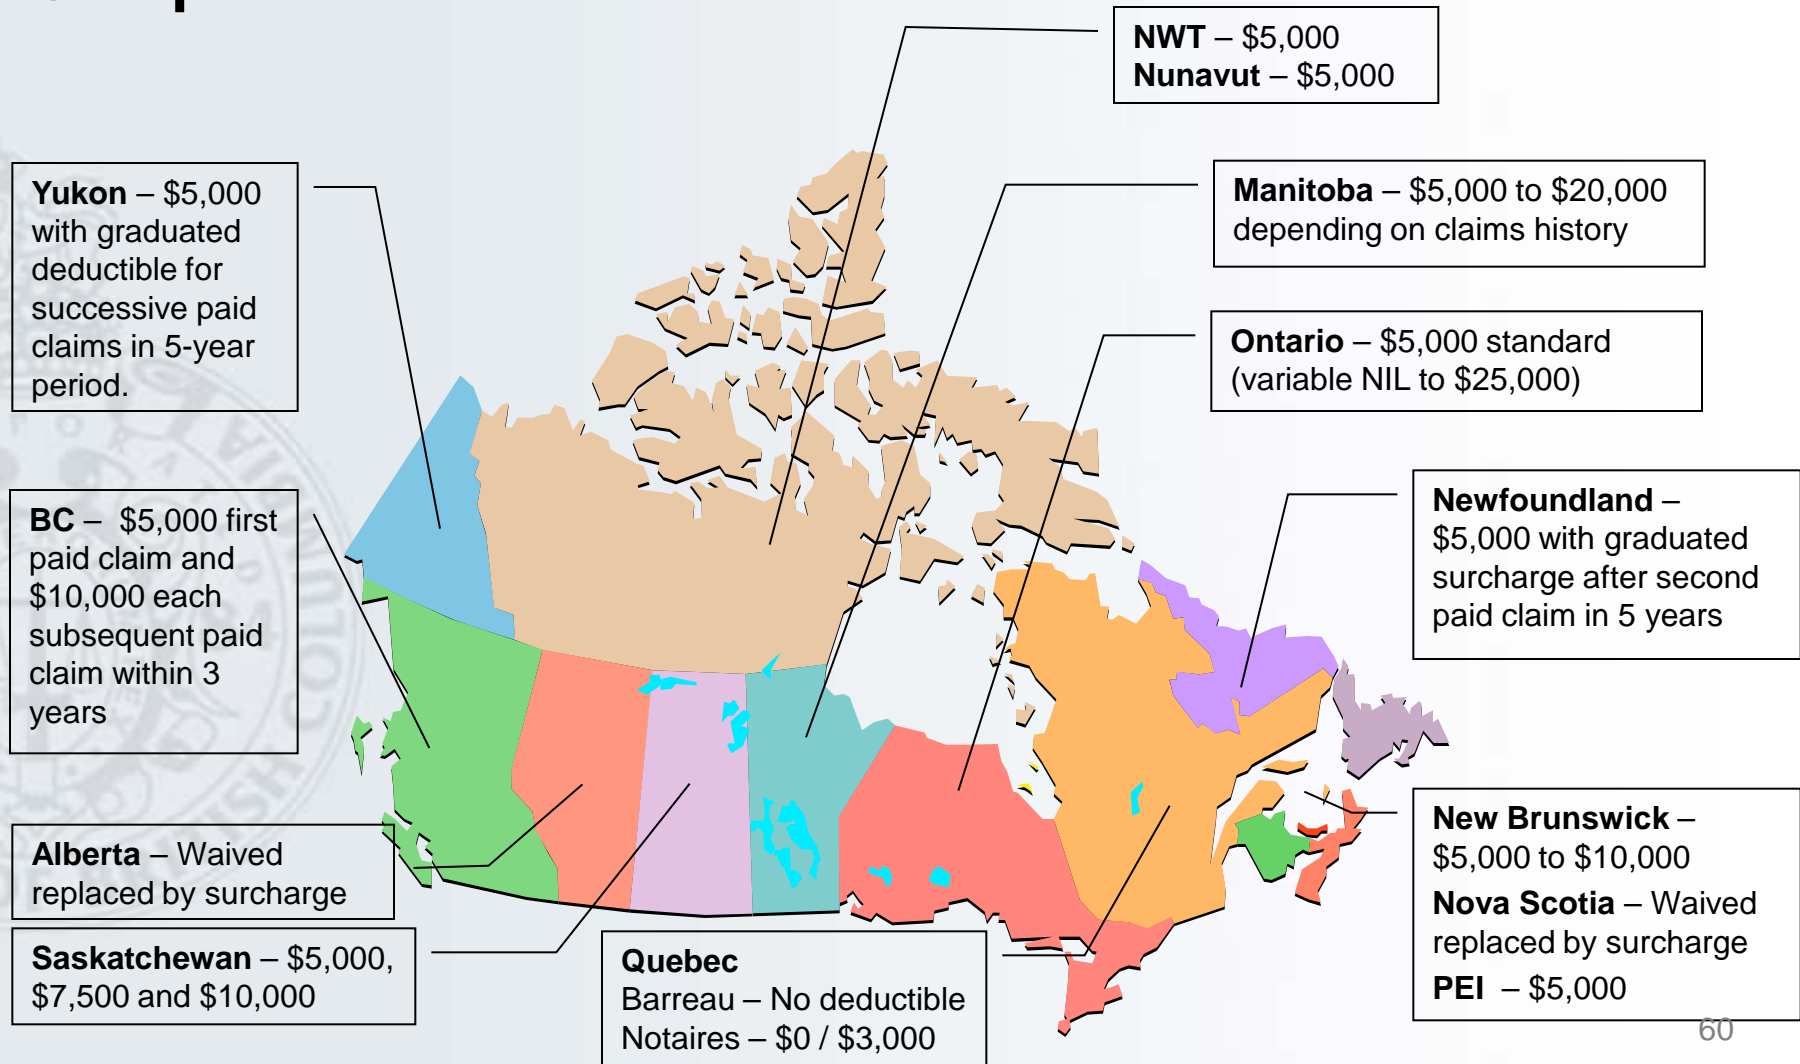 NWT – $5,000
Nunavut – $5,000
Yukon – $5,000
with graduated
deductible for
successive paid
claims in 5-year
period.
Manitoba – $5,000 to $20,000
depending on claims history
Ontario – $5,000 standard
(variable NIL to $25,000)
BC – $5,000 first
paid claim and
$10,000 each
subsequent paid
claim within 3
years
Newfoundland –
$5,000 with graduated
surcharge after second
paid claim in 5 years
Alberta – Waived
replaced by surcharge
New Brunswick –
$5,000 to $10,000
Nova Scotia – Waived
replaced by surcharge
PEI – $5,000
Saskatchewan – $5,000,
$7,500 and $10,000
Quebec
Barreau – No deductible
Notaires – $0 / $3,000
60